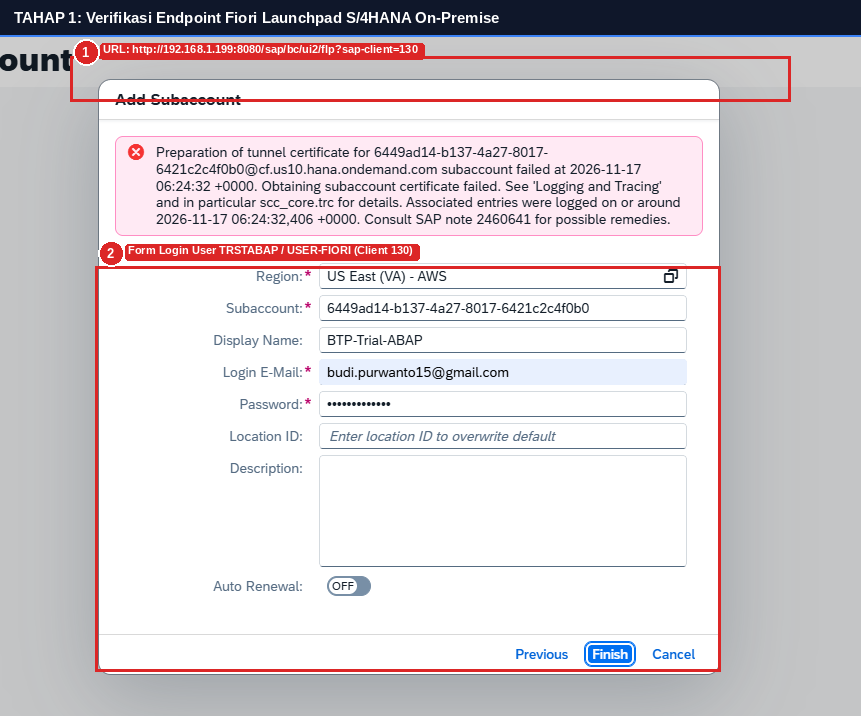 TAHAP 1: Verifikasi Endpoint Fiori Launchpad S/4HANA On-Premise
1 URL: http://192.168.1.199:8080/sap/bc/ui2/flp?sap-client=130
ount
Add Subaccount
Preparation of tunnel certificate for 6449ad14-b137-4a27-8017-
6421c2c4f0b0@cf.us10.hana.ondemand.com subaccount failed at 2026-11-17
06:24:32 +0000. Obtaining subaccount certificate failed. See 'Logging and Tracing'
and in particular scc_core.trc for details. Associated entries were logged on or around
2026-11-17 06:24:32,406 +0000. Consult SAP note 2460641 for possible remedies.
2 Form Login User TRSTABAP / USER-FIORI (Client 130)
Region:* US East (VA) - AWS
Subaccount:* 6449ad14-b137-4a27-8017-6421c2c4f0b0
Display Name: BTP-Trial-ABAP
Login E-Mail:* budi.purwanto15@gmail.com
Password:* •••••••••••••
Location ID: Enter location ID to overwrite default
Description:
Auto Renewal: OFF
Previous Finish Cancel